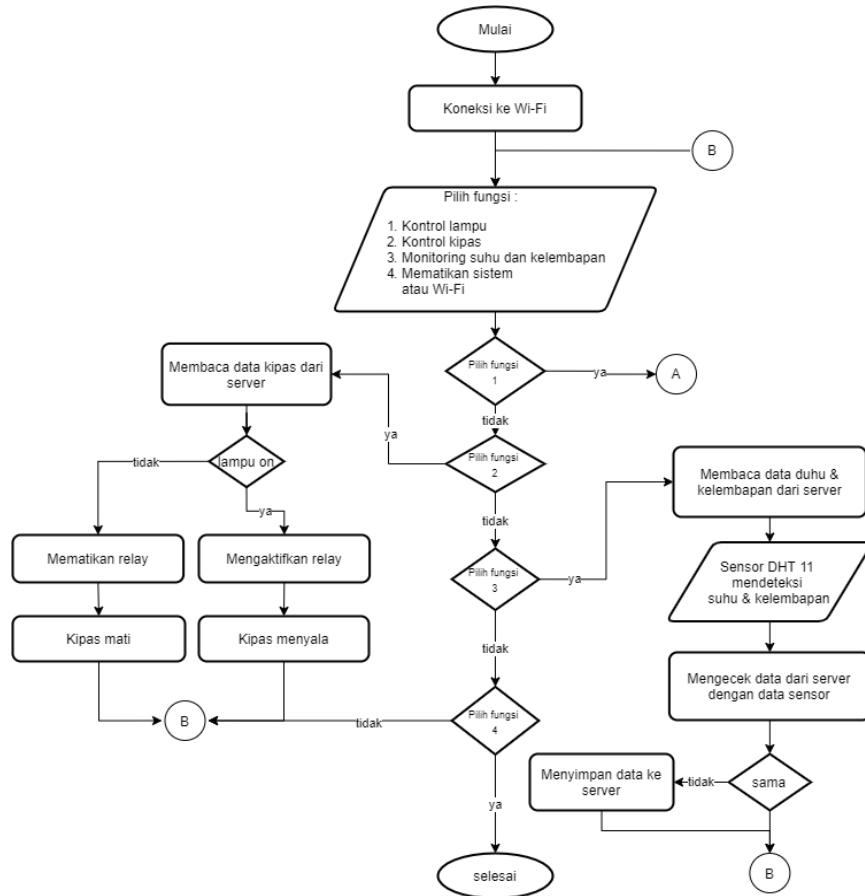 Mulai
Koneksi ke Wi-Fi
B
Pilih fungsi :
1. Kontrol lampu
2. Kontrol kipas
3. Monitoring suhu dan kelembapan
4. Mematikan sistem
atau Wi-Fi
Pilih fungsi
1
ya
A
tidak
Membaca data kipas dari
server
ya
Pilih fungsi
2
lampu on
tidak
ya
Mematikan relay
Mengaktifkan relay
Kipas mati
Kipas menyala
B
tidak
Pilih fungsi
3
ya
Membaca data duhu &
kelembapan dari server
Sensor DHT 11
mendeteksi
suhu & kelembapan
Mengecek data dari server
dengan data sensor
sama
tidak
Menyimpan data ke
server
B
tidak
Pilih fungsi
4
tidak
ya
selesai